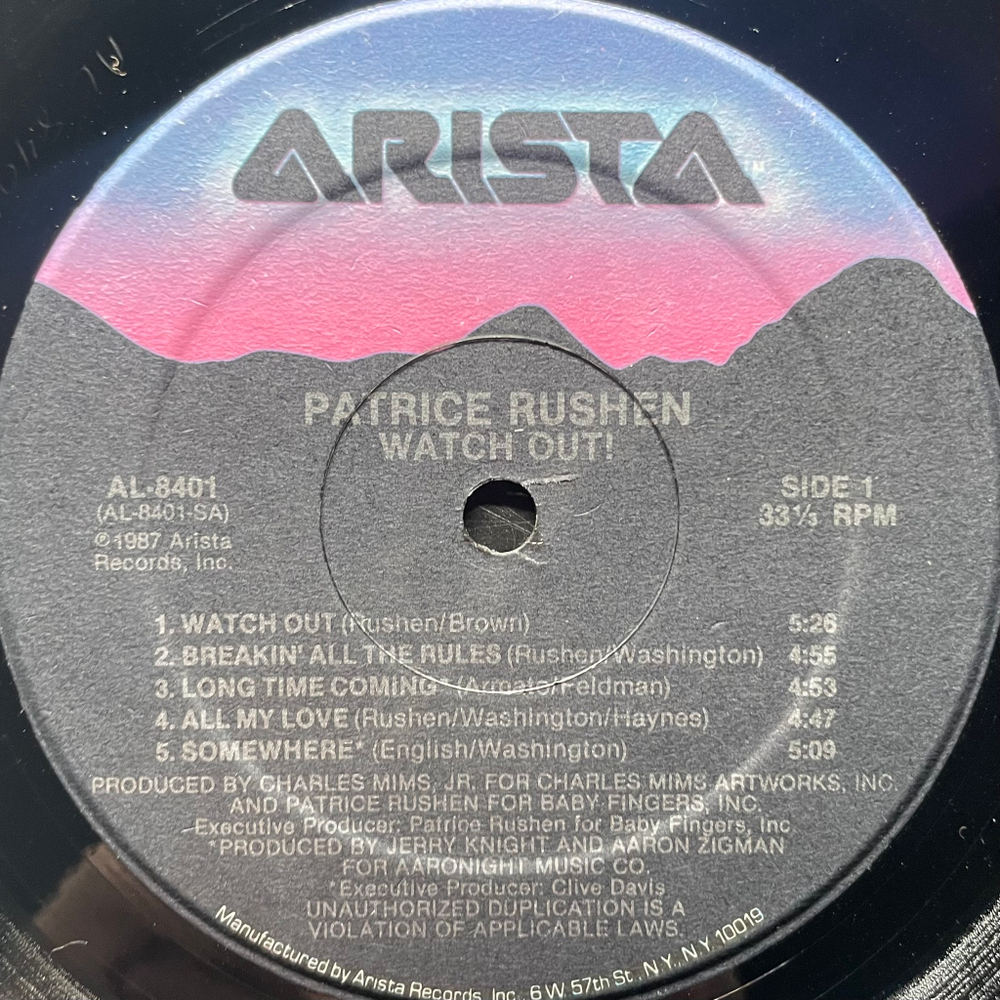 ARISTA™
PATRICE RUSHEN
WATCH OUT!
AL-8401
(AL-8401-SA)
℗1987 Arista
Records, Inc.
SIDE 1
33⅓ RPM
1. WATCH OUT (Rushen/Brown) 5:26
2. BREAKIN' ALL THE RULES (Rushen/Washington) 4:55
3. LONG TIME COMING* (Armato/Feldman) 4:53
4. ALL MY LOVE (Rushen/Washington/Haynes) 4:47
5. SOMEWHERE* (English/Washington) 5:09
PRODUCED BY CHARLES MIMS, JR. FOR CHARLES MIMS ARTWORKS, INC.
AND PATRICE RUSHEN FOR BABY FINGERS, INC.
Executive Producer: Patrice Rushen for Baby Fingers, Inc
*PRODUCED BY JERRY KNIGHT AND AARON ZIGMAN
FOR AARONIGHT MUSIC CO.
*Executive Producer: Clive Davis
UNAUTHORIZED DUPLICATION IS A
VIOLATION OF APPLICABLE LAWS.
Manufactured by Arista Records, Inc., 6 W. 57th St., N.Y., N.Y. 10019